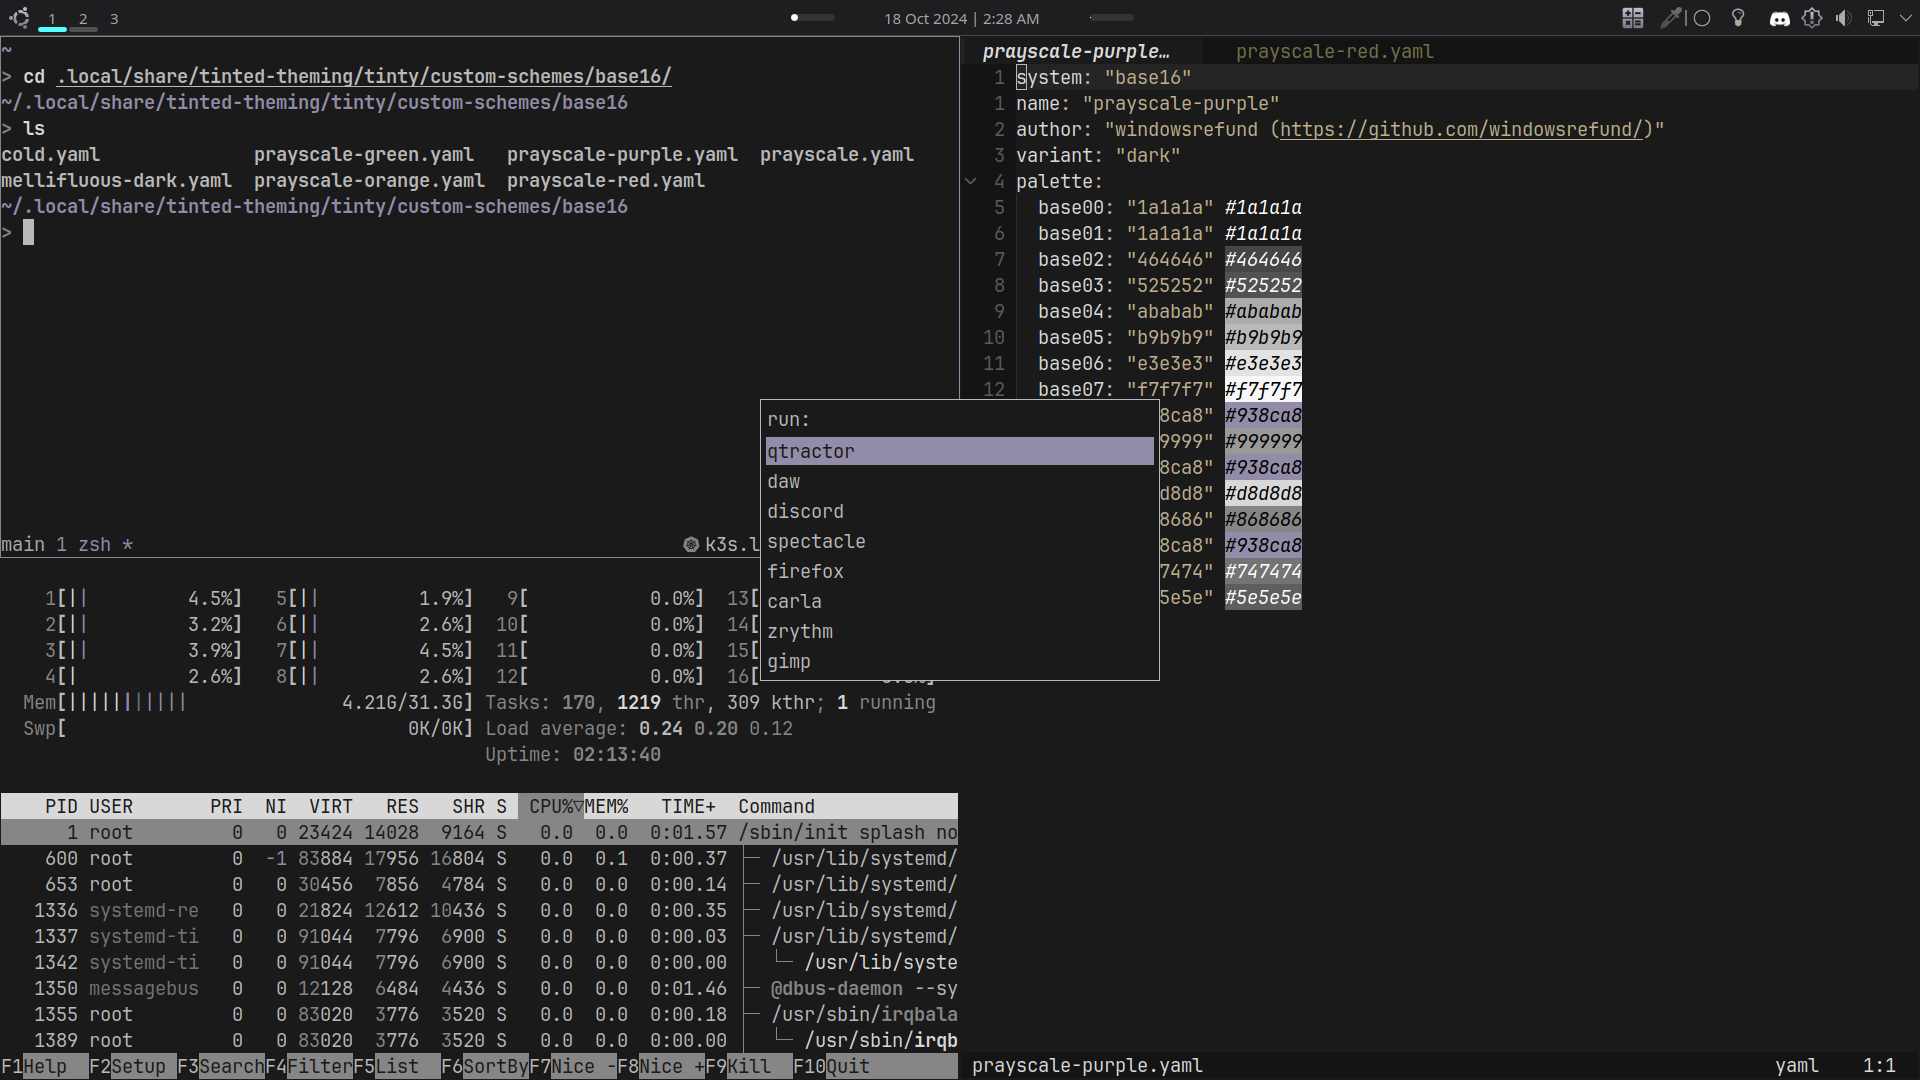 1 2 3
18 Oct 2024 | 2:28 AM
~
> cd .local/share/tinted-theming/tinty/custom-schemes/base16/
~/.local/share/tinted-theming/tinty/custom-schemes/base16
> ls
cold.yaml prayscale-green.yaml prayscale-purple.yaml prayscale.yaml
mellifluous-dark.yaml prayscale-orange.yaml prayscale-red.yaml
~/.local/share/tinted-theming/tinty/custom-schemes/base16
>
main 1 zsh * k3s.l
prayscale-purple… prayscale-red.yaml
1 system: "base16"
1 name: "prayscale-purple"
2 author: "windowsrefund (https://github.com/windowsrefund/)"
3 variant: "dark"
4 palette:
5 base00: "1a1a1a" #1a1a1a
6 base01: "1a1a1a" #1a1a1a
7 base02: "464646" #464646
8 base03: "525252" #525252
9 base04: "ababab" #ababab
10 base05: "b9b9b9" #b9b9b9
11 base06: "e3e3e3" #e3e3e3
12 base07: "f7f7f7" #f7f7f7
8ca8" #938ca8
9999" #999999
8ca8" #938ca8
d8d8" #d8d8d8
8686" #868686
8ca8" #938ca8
7474" #747474
5e5e" #5e5e5e
run:
qtractor
daw
discord
spectacle
firefox
carla
zrythm
gimp
1[|| 4.5%] 5[|| 1.9%] 9[ 0.0%] 13[
2[|| 3.2%] 6[|| 2.6%] 10[ 0.0%] 14[
3[|| 3.9%] 7[|| 4.5%] 11[ 0.0%] 15[
4[| 2.6%] 8[|| 2.6%] 12[ 0.0%] 16[
Mem[||||||||||| 4.21G/31.3G] Tasks: 170, 1219 thr, 309 kthr; 1 running
Swp[ 0K/0K] Load average: 0.24 0.20 0.12
Uptime: 02:13:40
PID USER PRI NI VIRT RES SHR S CPU%▽MEM% TIME+ Command
1 root 0 0 23424 14028 9164 S 0.0 0.0 0:01.57 /sbin/init splash no
600 root 0 -1 83884 17956 16804 S 0.0 0.1 0:00.37 ├─ /usr/lib/systemd/
653 root 0 0 30456 7856 4784 S 0.0 0.0 0:00.14 ├─ /usr/lib/systemd/
1336 systemd-re 0 0 21824 12612 10436 S 0.0 0.0 0:00.35 ├─ /usr/lib/systemd/
1337 systemd-ti 0 0 91044 7796 6900 S 0.0 0.0 0:00.03 ├─ /usr/lib/systemd/
1342 systemd-ti 0 0 91044 7796 6900 S 0.0 0.0 0:00.00 │ └─ /usr/lib/syste
1350 messagebus 0 0 12128 6484 4436 S 0.0 0.0 0:01.46 ├─ @dbus-daemon --sy
1355 root 0 0 83020 3776 3520 S 0.0 0.0 0:00.18 ├─ /usr/sbin/irqbala
1389 root 0 0 83020 3776 3520 S 0.0 0.0 0:00.00 │ └─ /usr/sbin/irqb
F1Help F2Setup F3SearchF4FilterF5List F6SortByF7Nice -F8Nice +F9Kill F10Quit
prayscale-purple.yaml yaml 1:1